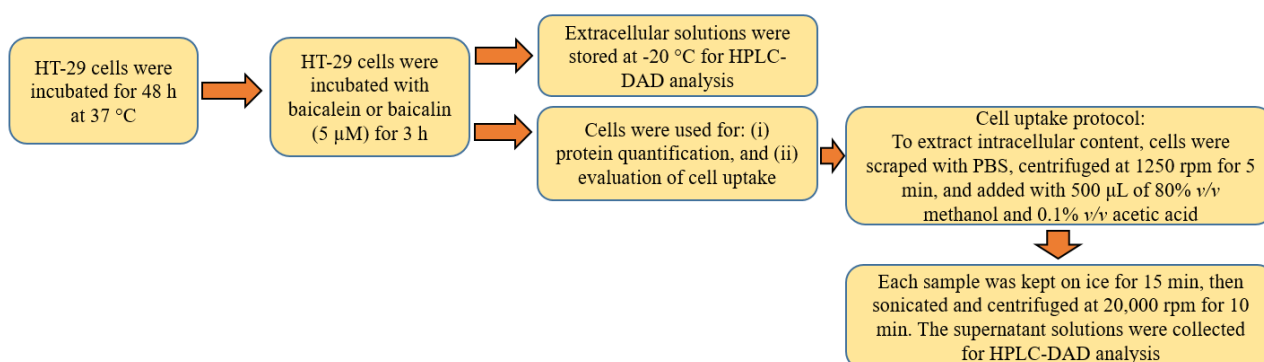 HT-29 cells were
incubated for 48 h
at 37 °C
HT-29 cells were
incubated with
baicalein or baicalin
(5 μM) for 3 h
Extracellular solutions were
stored at -20 °C for HPLC-
DAD analysis
Cells were used for: (i)
protein quantification, and (ii)
evaluation of cell uptake
Cell uptake protocol:
To extract intracellular content, cells were
scraped with PBS, centrifuged at 1250 rpm for 5
min, and added with 500 μL of 80% v/v
methanol and 0.1% v/v acetic acid
Each sample was kept on ice for 15 min, then
sonicated and centrifuged at 20,000 rpm for 10
min. The supernatant solutions were collected
for HPLC-DAD analysis